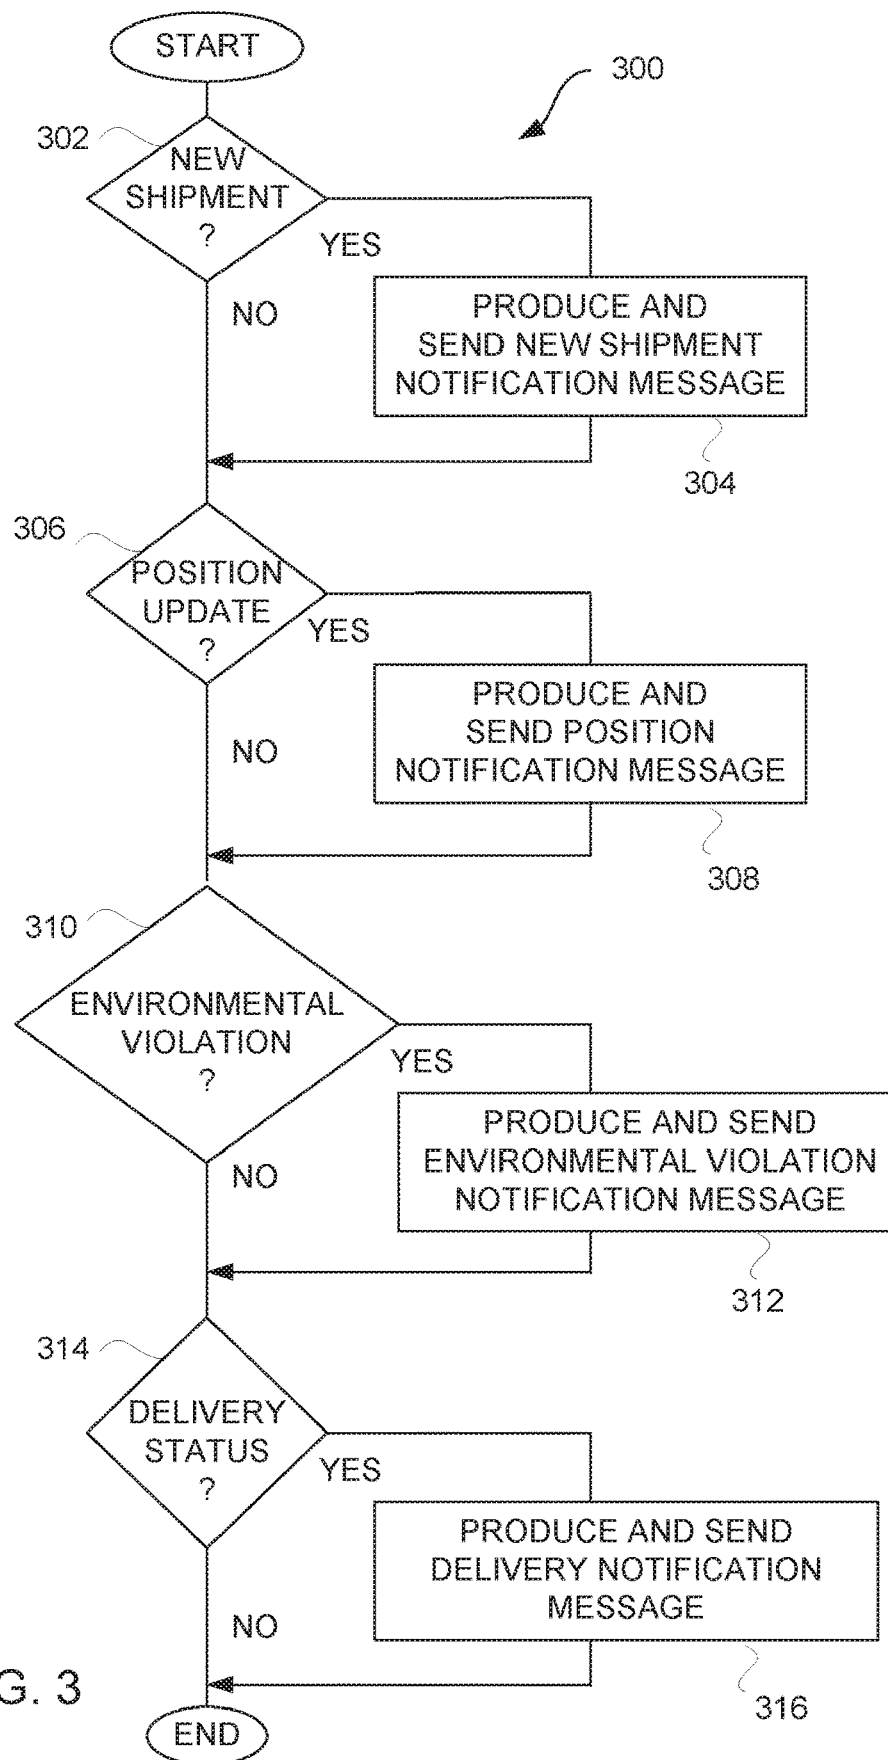 START
300
302
NEW
SHIPMENT
?
YES
NO
PRODUCE AND
SEND NEW SHIPMENT
NOTIFICATION MESSAGE
304
306
POSITION
UPDATE
?
YES
NO
PRODUCE AND
SEND POSITION
NOTIFICATION MESSAGE
308
310
ENVIRONMENTAL
VIOLATION
?
YES
NO
PRODUCE AND SEND
ENVIRONMENTAL VIOLATION
NOTIFICATION MESSAGE
312
314
DELIVERY
STATUS
?
YES
NO
PRODUCE AND SEND
DELIVERY NOTIFICATION
MESSAGE
316
G. 3
END